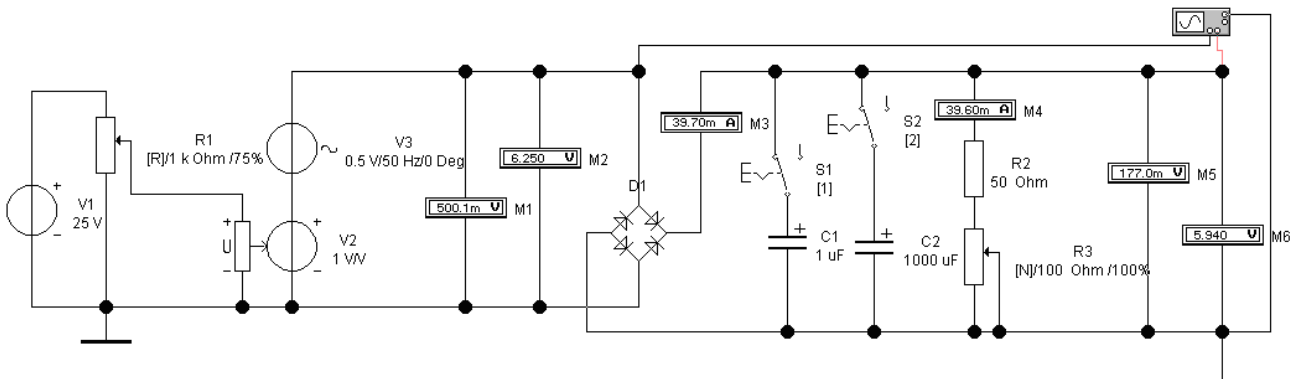 V1
25 V
R1
[R]/1 k Ohm /75%
+
-
+
U
-
V2
1 V/V
+
-
V3
0.5 V/50 Hz/0 Deg
~
500.1m V M1
6.250 V M2
D1
39.70m A M3
S1
[1]
S2
[2]
E
E
+
C1
1 uF
+
C2
1000 uF
39.60m A M4
R2
50 Ohm
R3
[N]/100 Ohm /100%
177.0m V M5
5.940 V M6